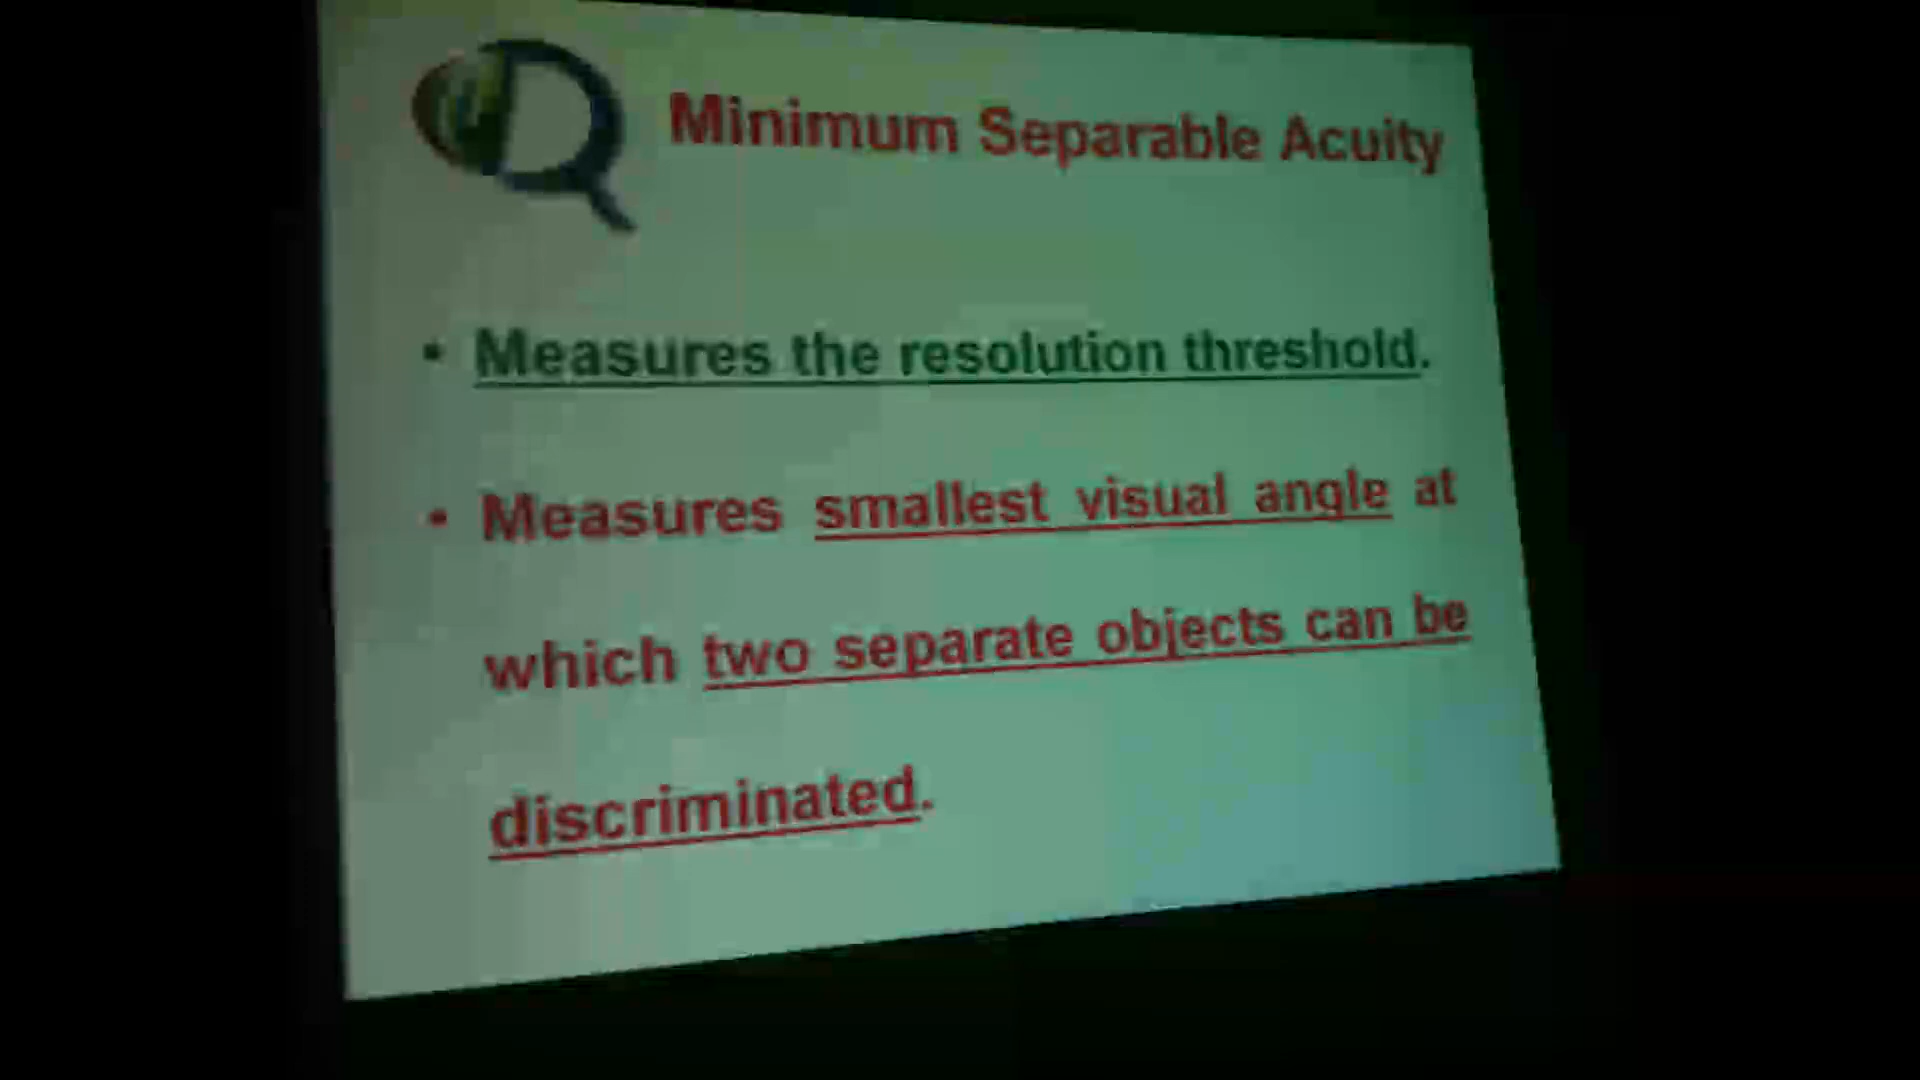 Minimum Separable Acuity
• Measures the resolution threshold.
• Measures smallest visual angle at
which two separate objects can be
discriminated.